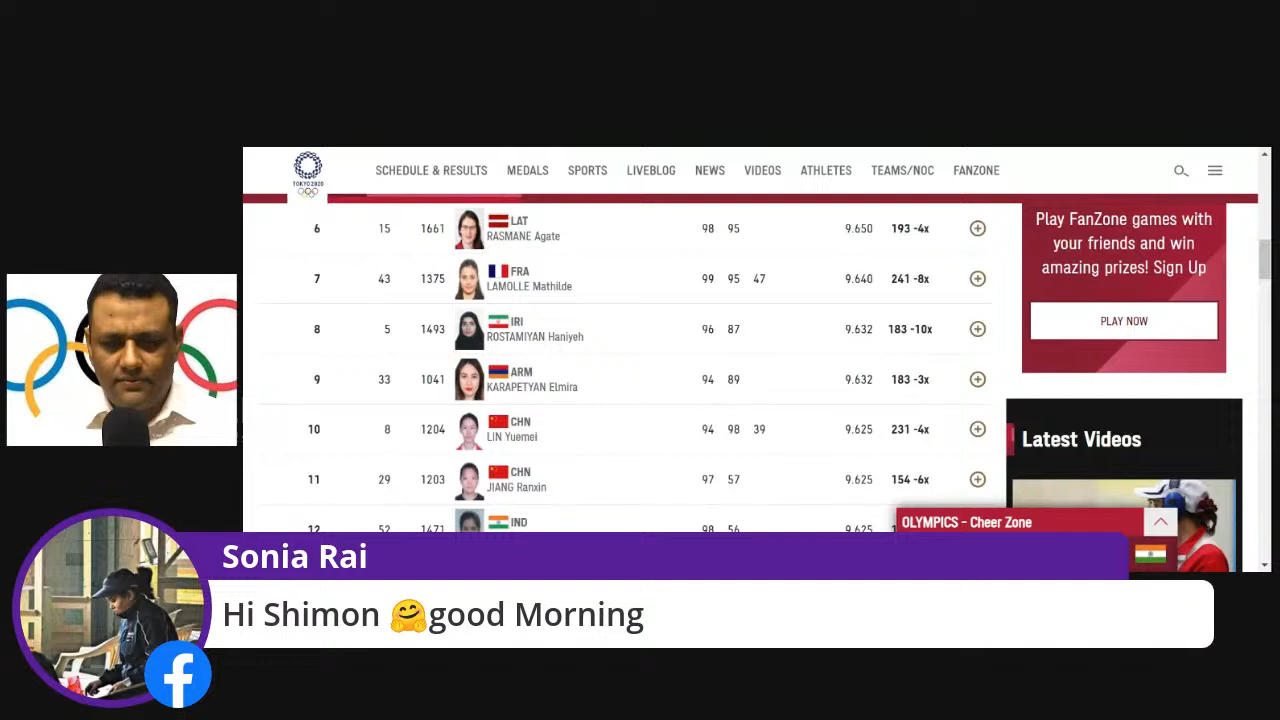 TOKYO 2020
SCHEDULE & RESULTS MEDALS SPORTS LIVEBLOG NEWS VIDEOS ATHLETES TEAMS/NOC FANZONE
6 15 1661 LAT RASMANE Agate 98 95 9.650 193 -4x
7 43 1375 FRA LAMOLLE Mathilde 99 95 47 9.640 241 -8x
8 5 1493 IRI ROSTAMIYAN Haniyeh 96 87 9.632 183 -10x
9 33 1041 ARM KARAPETYAN Elmira 94 89 9.632 183 -3x
10 8 1204 CHN LIN Yuemei 94 98 39 9.625 231 -4x
11 29 1203 CHN JIANG Ranxin 97 57 9.625 154 -6x
12 52 1471 IND 98 56 9.625
Play FanZone games with
your friends and win
amazing prizes! Sign Up
PLAY NOW
Latest Videos
OLYMPICS - Cheer Zone
Sonia Rai
Hi Shimon 🤗good Morning